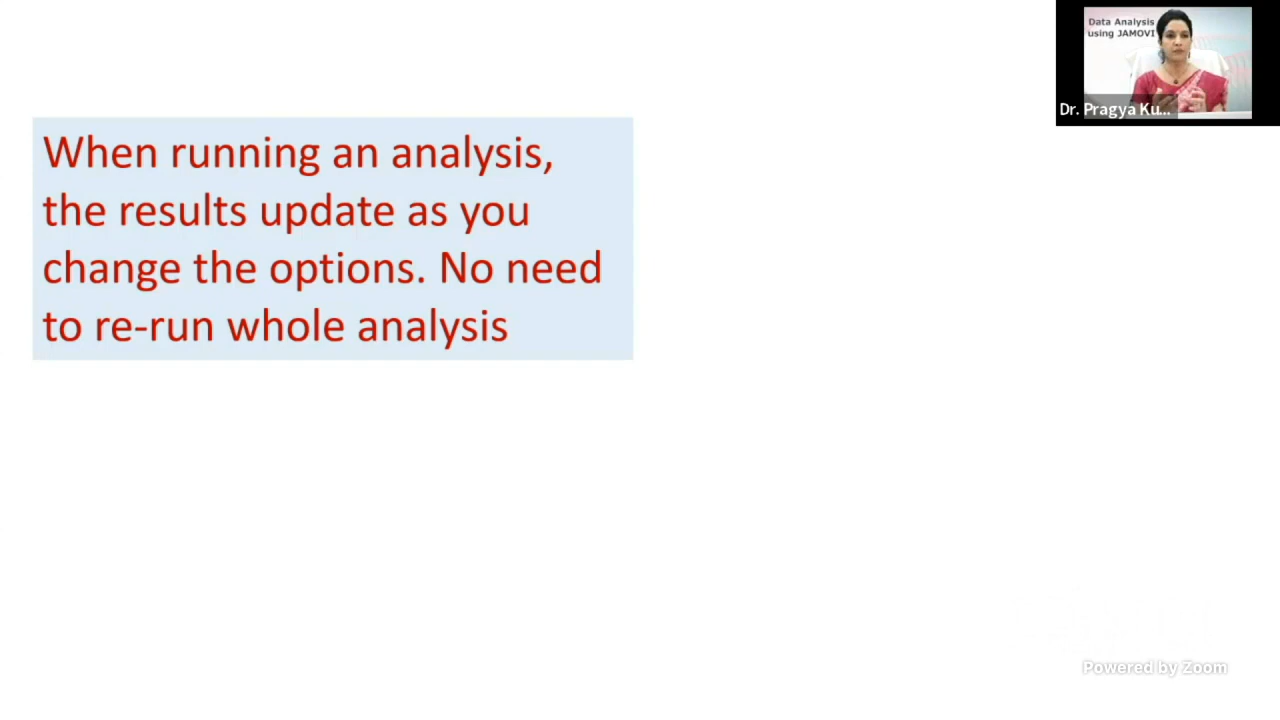 Data Analysis
using JAMOVI
Dr. Pragya Ku...
When running an analysis,
the results update as you
change the options. No need
to re-run whole analysis
Powered by Zoom